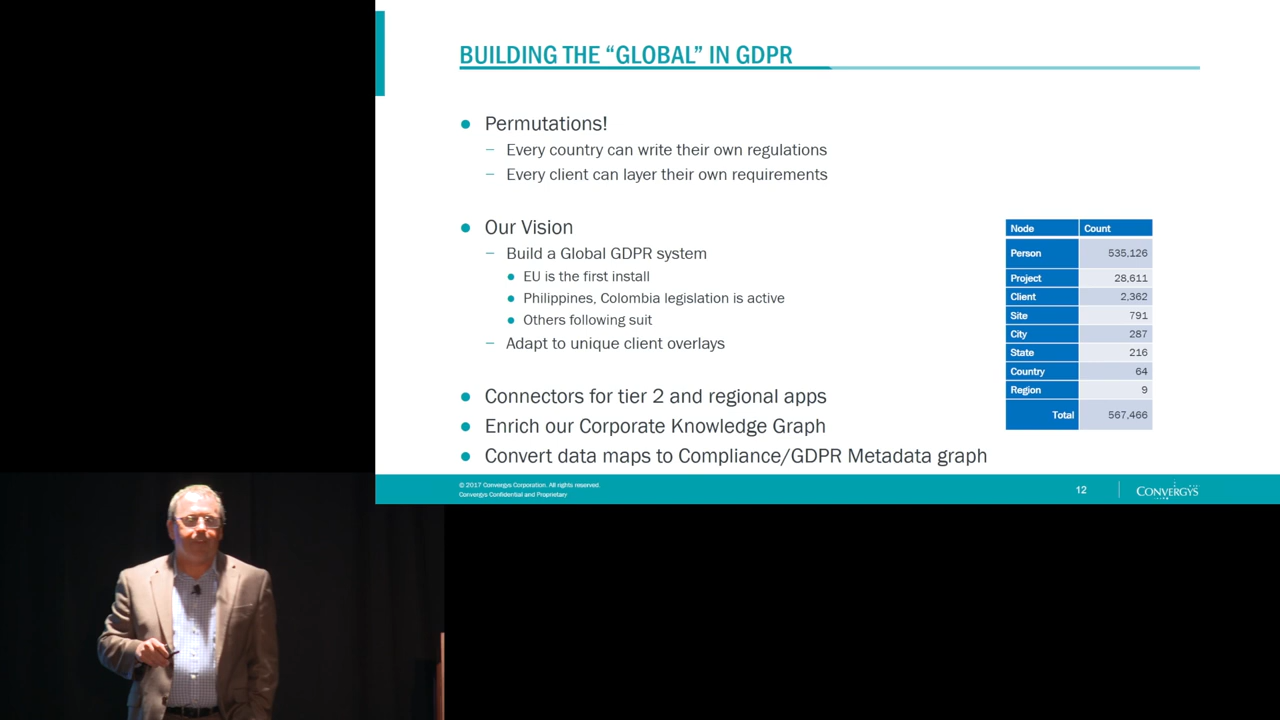 BUILDING THE “GLOBAL” IN GDPR
● Permutations!
– Every country can write their own regulations
– Every client can layer their own requirements
● Our Vision
– Build a Global GDPR system
● EU is the first install
● Philippines, Colombia legislation is active
● Others following suit
– Adapt to unique client overlays
● Connectors for tier 2 and regional apps
● Enrich our Corporate Knowledge Graph
● Convert data maps to Compliance/GDPR Metadata graph
Node Count
Person 535,126
Project 28,611
Client 2,362
Site 791
City 287
State 216
Country 64
Region 9
Total 567,466
© 2017 Convergys Corporation. All rights reserved.
Convergys Confidential and Proprietary
12
CONVERGYS